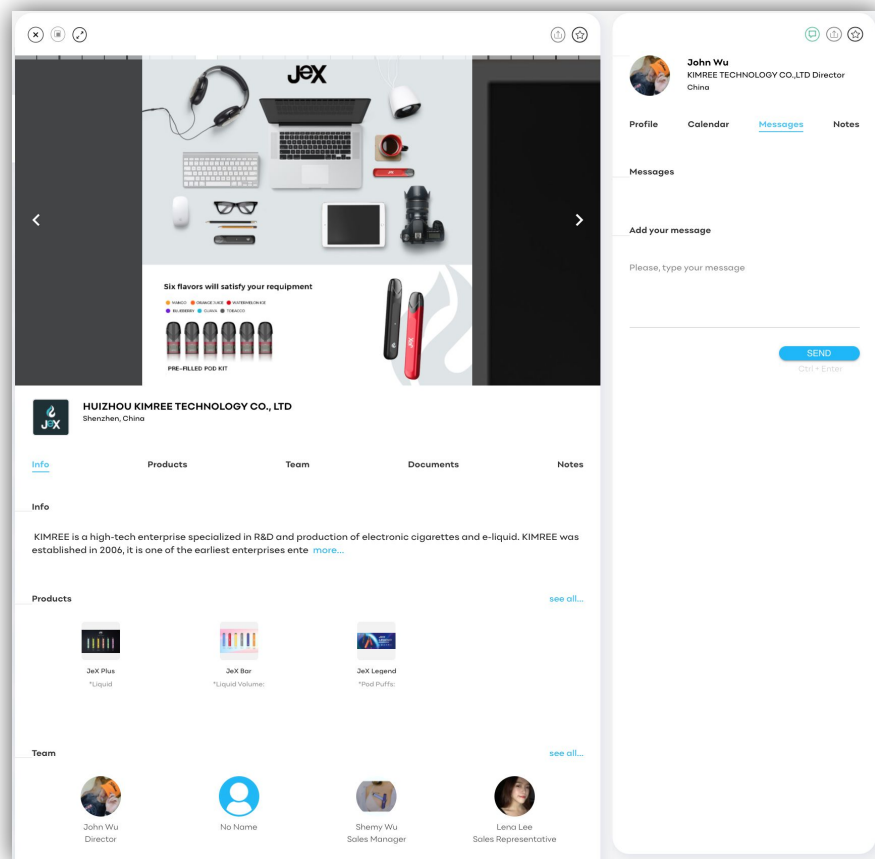 JeX
JeX
Six flavors will satisfy your requipment
MANGO ORANGE JUICE WATERMELON ICE
BLUEBERRY GUAVA TOBACCO
PRE-FILLED POD KIT
JeX
HUIZHOU KIMREE TECHNOLOGY CO., LTD
Shenzhen, China
Info Products Team Documents Notes
Info
KIMREE is a high-tech enterprise specialized in R&D and production of electronic cigarettes and e-liquid. KIMREE was
established in 2006, it is one of the earliest enterprises ente more...
Products see all...
JeX Plus JeX Bar JeX Legend
*Liquid *Liquid Volume: *Pod Puffs:
Team see all...
John Wu No Name Shemy Wu Lena Lee
Director Sales Manager Sales Representative
John Wu
KIMREE TECHNOLOGY CO.,LTD Director
China
Profile Calendar Messages Notes
Messages
Add your message
Please, type your message
SEND
Ctrl + Enter